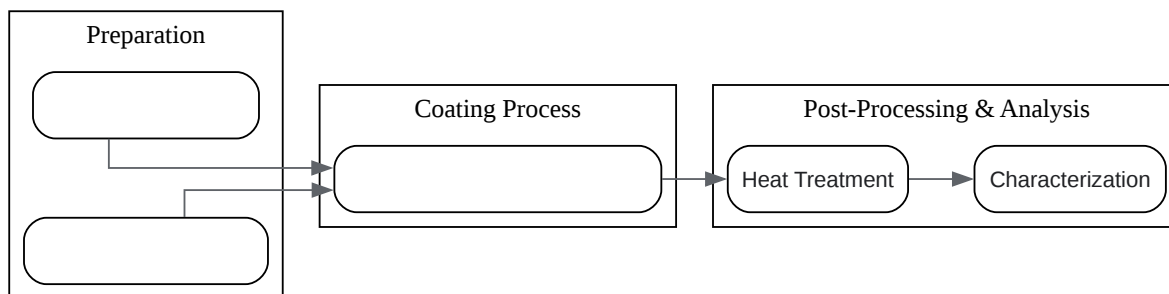 Preparation
Coating Process
Post-Processing & Analysis
Heat Treatment
Characterization